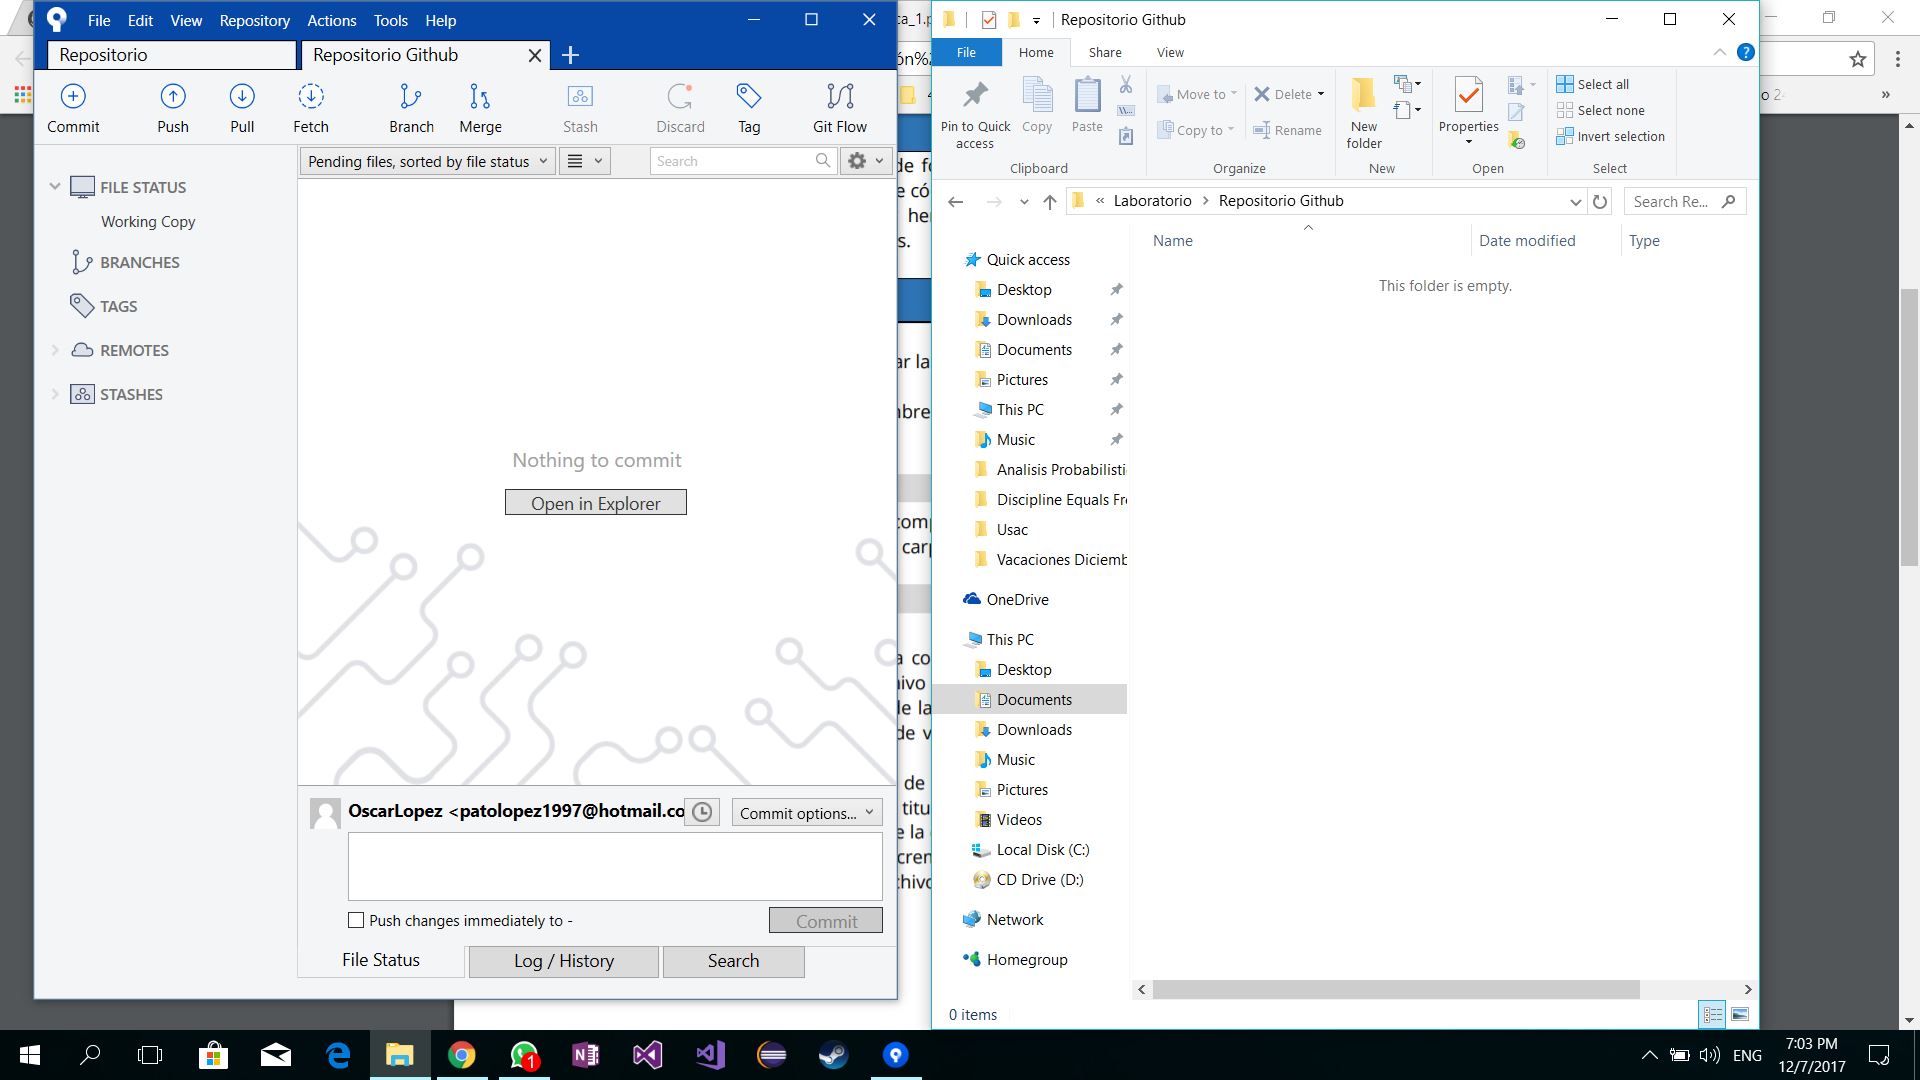 File Edit View Repository Actions Tools Help
Repositorio
Repositorio Github
Commit Push Pull Fetch Branch Merge Stash Discard Tag Git Flow
Pending files, sorted by file status
Search
FILE STATUS
Working Copy
BRANCHES
TAGS
REMOTES
STASHES
Nothing to commit
Open in Explorer
OscarLopez <patolopez1997@hotmail.co
Commit options...
Push changes immediately to -
Commit
File Status
Log / History
Search
Repositorio Github
File Home Share View
Pin to Quick access
Copy
Paste
Clipboard
Move to
Copy to
Delete
Rename
Organize
New folder
New
Properties
Open
Select all
Select none
Invert selection
Select
« Laboratorio > Repositorio Github
Search Re...
Name
Date modified
Type
This folder is empty.
Quick access
Desktop
Downloads
Documents
Pictures
This PC
Music
Analisis Probabilisti
Discipline Equals Fr
Usac
Vacaciones Diciemb
OneDrive
This PC
Desktop
Documents
Downloads
Music
Pictures
Videos
Local Disk (C:)
CD Drive (D:)
Network
Homegroup
0 items
1
ENG
7:03 PM
12/7/2017